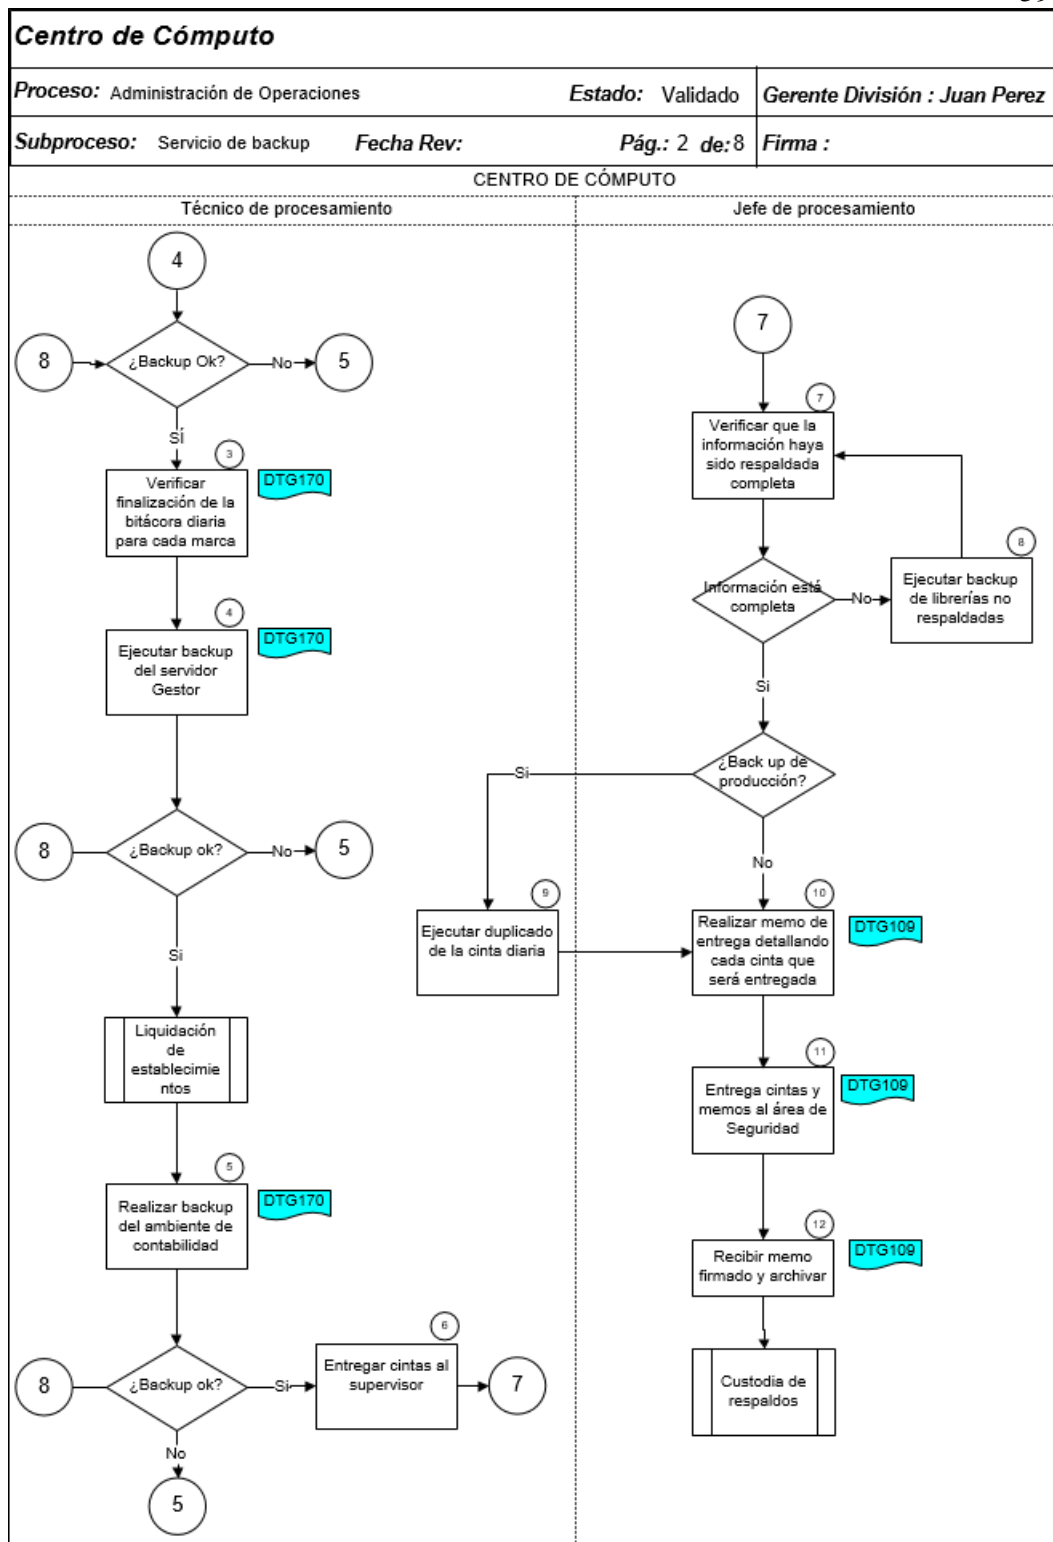 Centro de Cómputo
Proceso: Administración de Operaciones Estado: Validado Gerente División : Juan Perez
Subproceso: Servicio de backup Fecha Rev: Pág.: 2 de: 8 Firma :
CENTRO DE CÓMPUTO
Técnico de procesamiento
4
8
¿Backup Ok?
No
5
SÍ
3
Verificar
finalización de la
bitácora diaria
para cada marca
DTG170
4
Ejecutar backup
del servidor
Gestor
DTG170
8
¿Backup ok?
No
5
Si
Liquidación
de
establecimie
ntos
5
Realizar backup
del ambiente de
contabilidad
DTG170
8
¿Backup ok?
Si
6
Entregar cintas al
supervisor
7
No
5
Jefe de procesamiento
7
7
Verificar que la
información haya
sido respaldada
completa
Información está
completa
No
8
Ejecutar backup
de librerías no
respaldadas
Si
¿Back up de
producción?
Si
9
Ejecutar duplicado
de la cinta diaria
No
10
Realizar memo de
entrega detallando
cada cinta que
será entregada
DTG109
11
Entrega cintas y
memos al área de
Seguridad
DTG109
12
Recibir memo
firmado y archivar
DTG109
Custodia de
respaldos